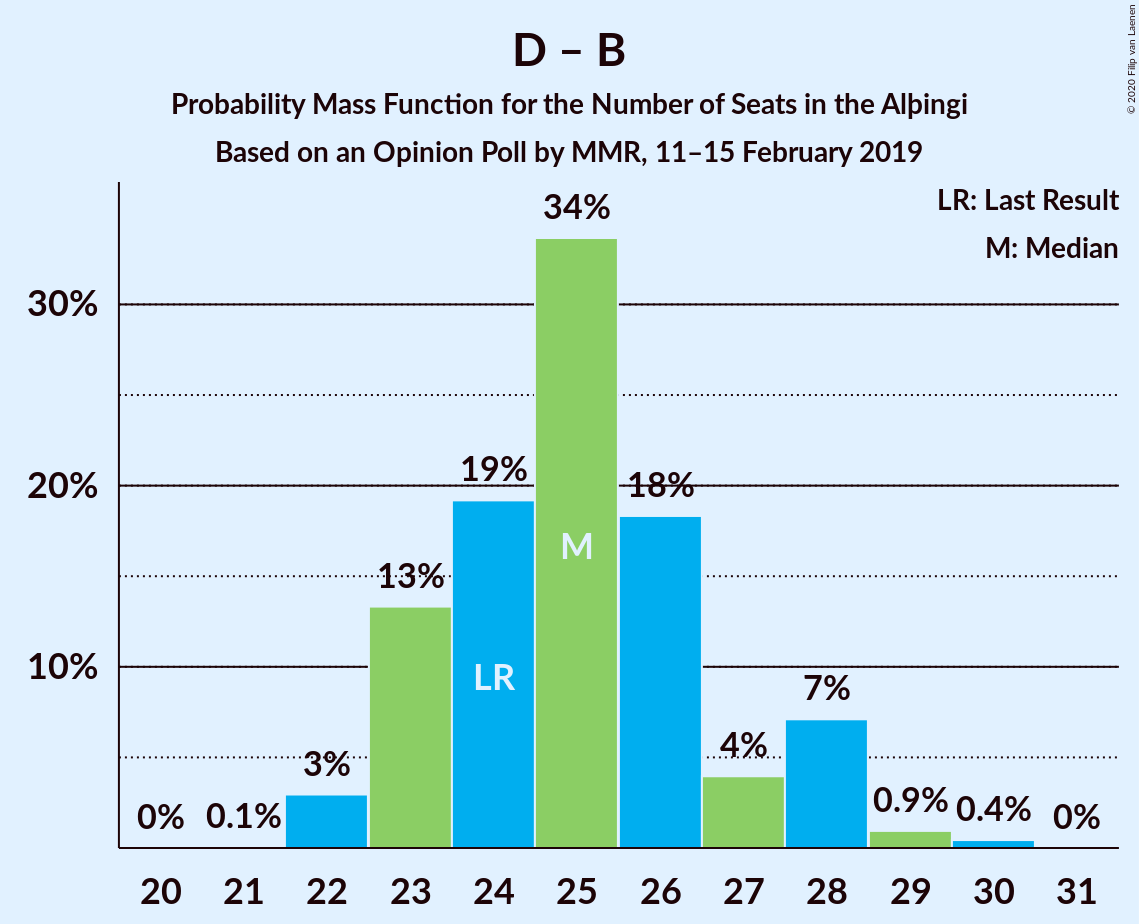 D – B
Probability Mass Function for the Number of Seats in the Alþingi
Based on an Opinion Poll by MMR, 11–15 February 2019
© 2020 Filip van Laenen
LR: Last Result
M: Median
34%
30%
20%
19%
18%
M
13%
10%
LR
7%
4%
3%
0%
0.1%
0.9%
0.4%
0%
20 21 22 23 24 25 26 27 28 29 30 31